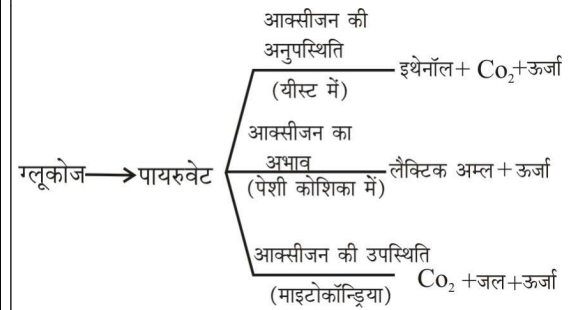 आक्सीजन की
अनुपस्थिति
(यीस्ट में)
इथेनॉल+ Co₂+ऊर्जा
आक्सीजन का
अभाव
(पेशी कोशिका में)
लैक्टिक अम्ल+ऊर्जा
ग्लूकोज→पायरुवेट
आक्सीजन की उपस्थिति
(माइटोकॉन्ड्रिया)
Co₂ +जल+ऊर्जा